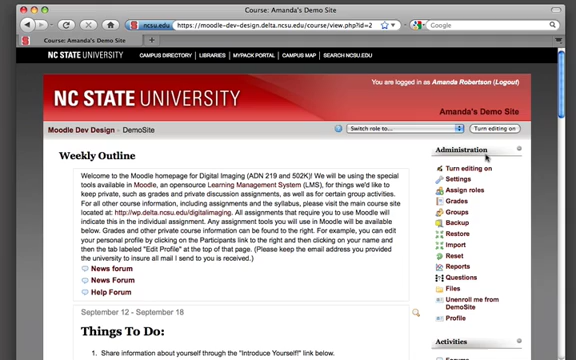 Course: Amanda's Demo Site
ncsu.edu
https://moodle-dev-design.delta.ncsu.edu/course/view.php?id=2
Course: Amanda's Demo Site
NC STATE UNIVERSITY
CAMPUS DIRECTORY
LIBRARIES
MYPACK PORTAL
CAMPUS MAP
SEARCH NCSU.EDU
You are logged in as Amanda Robertson (Logout)
NC STATE UNIVERSITY
Amanda's Demo Site
Moodle Dev Design – DemoSite
Switch role to...
Turn editing on
Weekly Outline
Welcome to the Moodle homepage for Digital Imaging (ADN 219 and 502K)! We will be using the special
tools available in Moodle, an opensource Learning Management System (LMS), for things we'd like to
keep private, such as grades and private discussion assignments, as well as for certain group activities.
For all other course information, including assignments and the syllabus, please visit the main course site
located at: http://wp.delta.ncsu.edu/digitalimaging. All assignments that require you to use Moodle will
indicate this in the individual assignment. Any assignment tools you will use in Moodle will be available
below. Grades and other private course information can be found to the right. For example, you can edit
your personal profile by clicking on the Participants link to the right and then clicking on your name and
then the tab labeled "Edit Profile" at the top of that page. (Please keep the email address you provided
the university to insure all mail I send to you is received.)
News forum
News Forum
Help Forum
September 12 - September 18
Things To Do:
1. Share information about yourself through the "Introduce Yourself!" link below.
Administration
Turn editing on
Settings
Assign roles
Grades
Groups
Backup
Restore
Import
Reset
Reports
Questions
Files
Unenroll me from
DemoSite
Profile
Activities
Forums